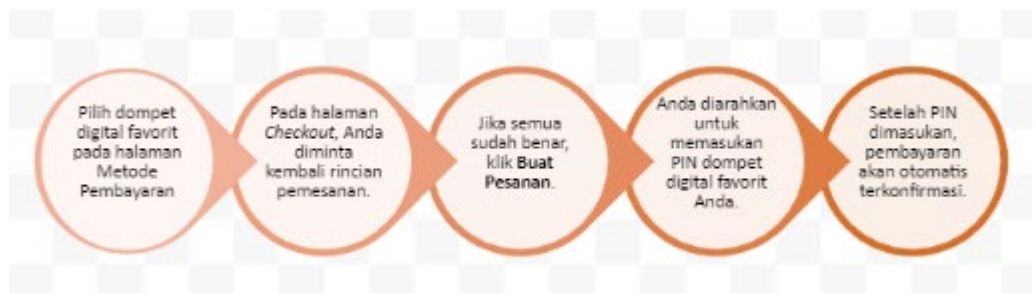 Pilih dompet
digital favorit
pada halaman
Metode
Pembayaran
Pada halaman
Checkout, Anda
diminta
kembali rincian
pemesanan.
Jika semua
sudah benar,
klik Buat
Pesanan.
Anda diarahkan
untuk
memasukan
PIN dompet
digital favorit
Anda.
Setelah PIN
dimasukan,
pembayaran
akan otomatis
terkonfirmasi.